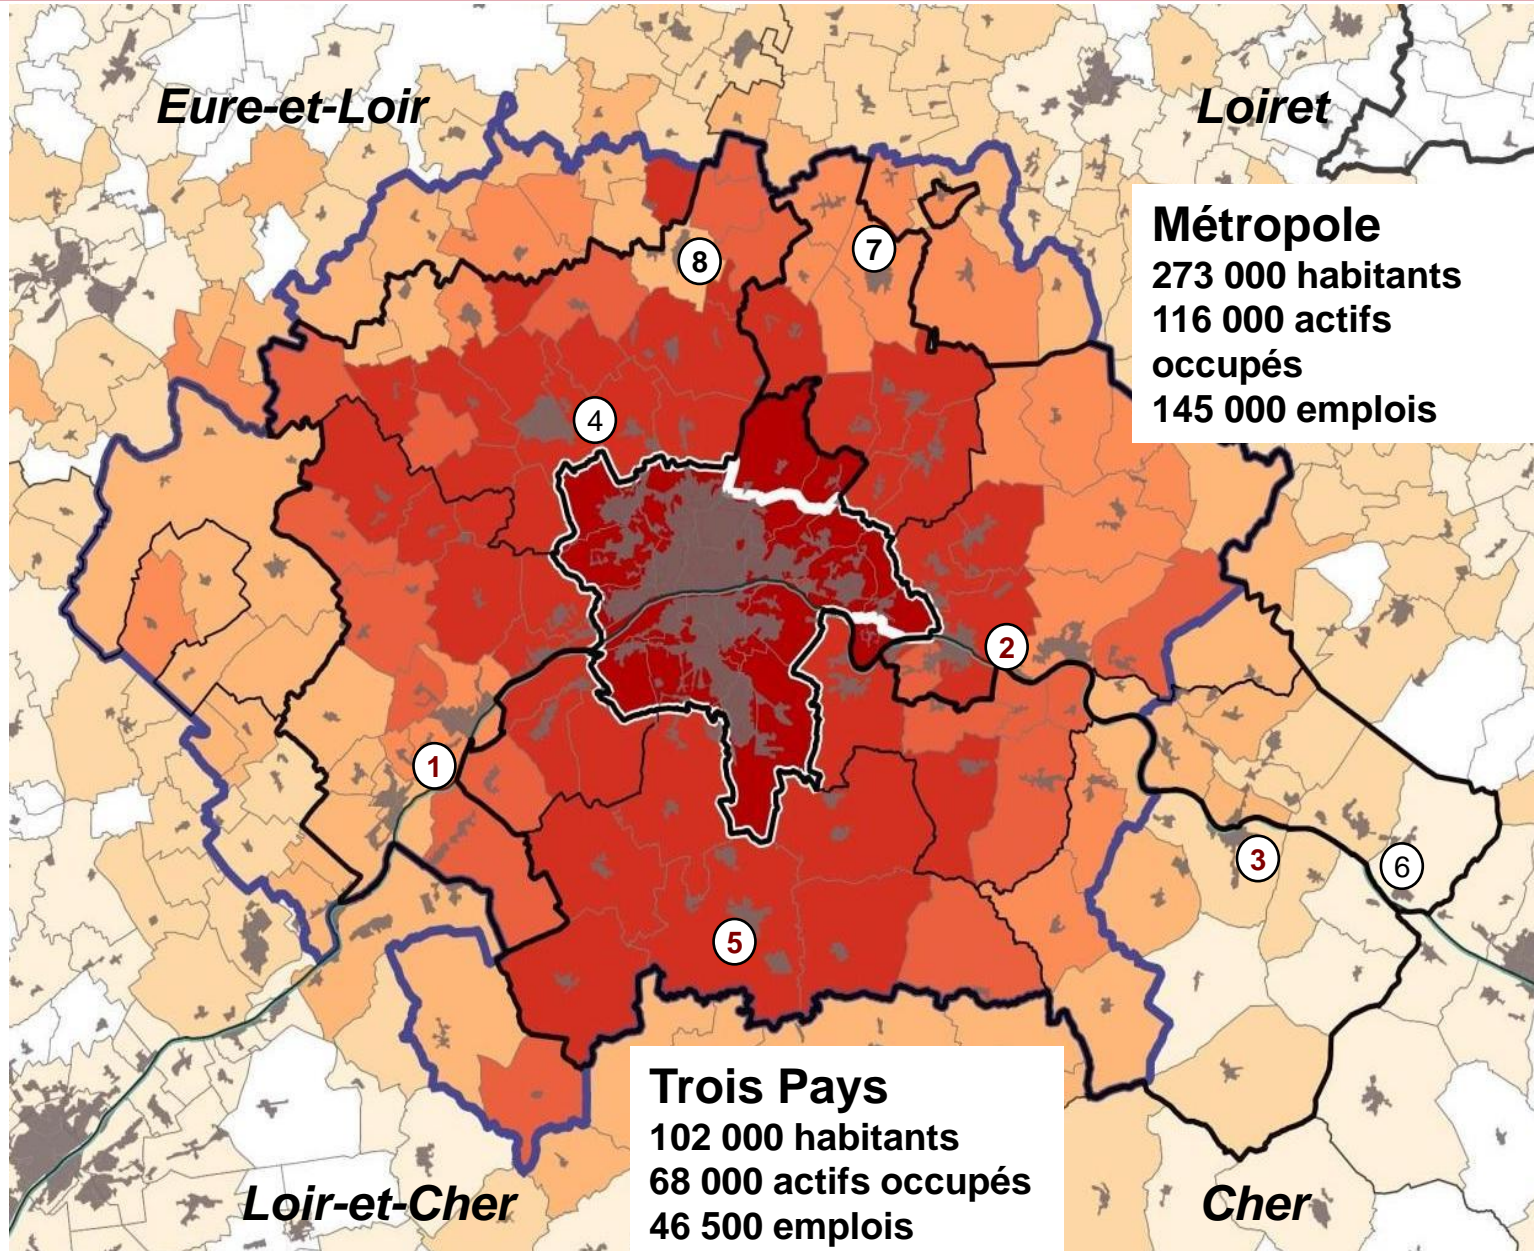 Eure-et-Loir
Loiret
Métropole
273 000 habitants
116 000 actifs
occupés
145 000 emplois
8
7
4
2
1
3
6
5
Trois Pays
102 000 habitants
68 000 actifs occupés
46 500 emplois
Loir-et-Cher
Cher